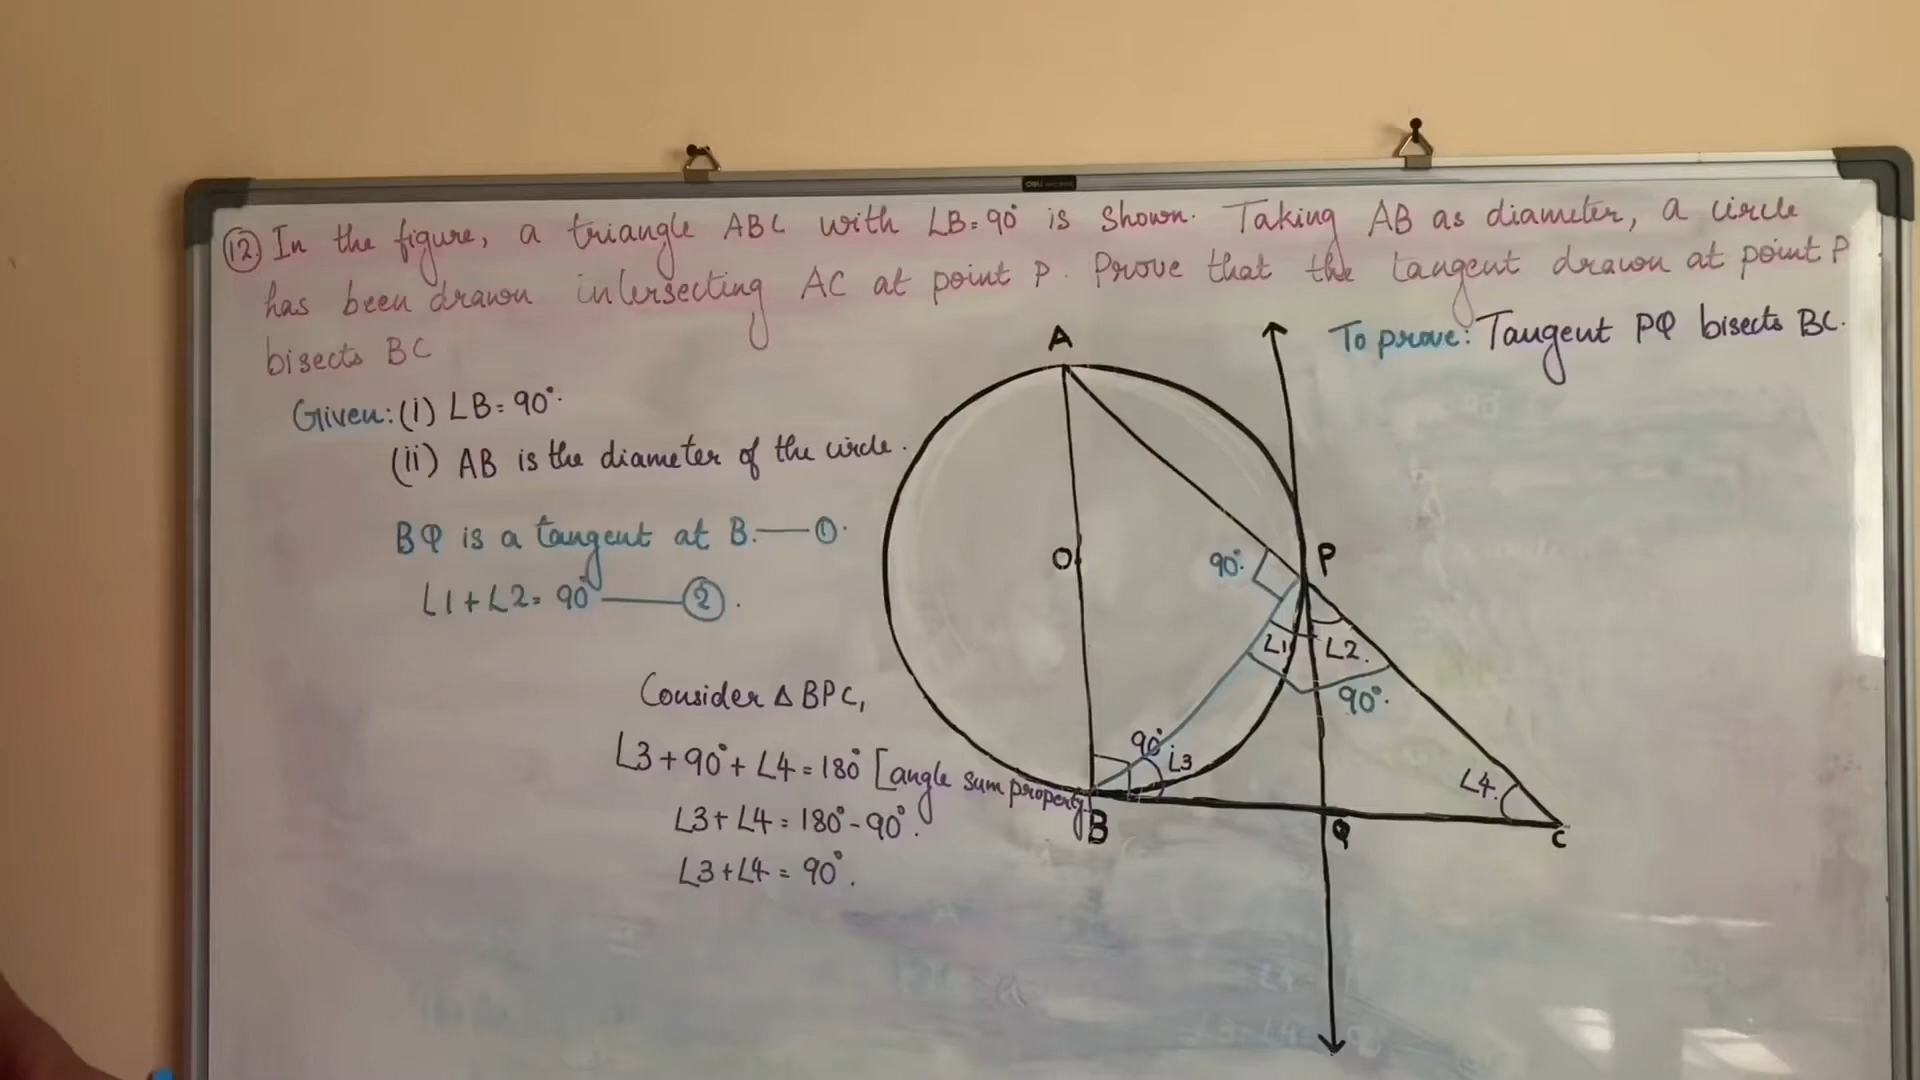 12. In the figure, a triangle ABC with ∠B = 90° is shown. Taking AB as diameter, a circle
has been drawn intersecting AC at point P. Prove that the tangent drawn at point P
bisects BC
To prove: Tangent PQ bisects BC.
Given: (i) ∠B = 90°.
(ii) AB is the diameter of the circle.
BQ is a tangent at B. — ①.
∠1 + ∠2 = 90° — ②.
Consider △BPC,
∠3 + 90° + ∠4 = 180° [angle sum property]
∠3 + ∠4 = 180° - 90°.
∠3 + ∠4 = 90°.
A
O
90°.
P
∠1
∠2.
90°.
90°
∠3
∠4.
B
Q
C
deli